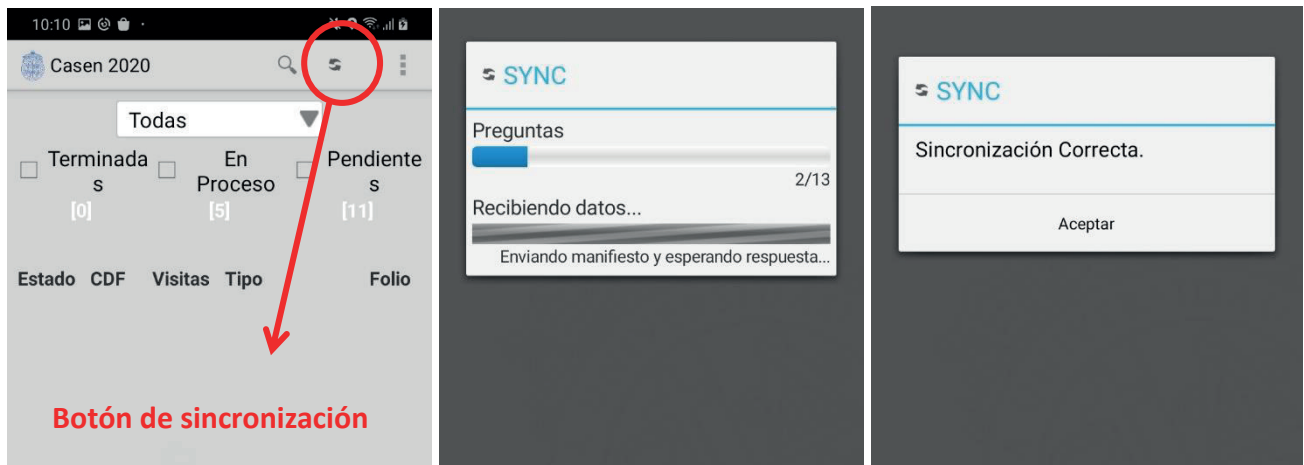 10:10
Casen 2020
Todas
Terminada
s
[0]
En
Proceso
[5]
Pendiente
s
[11]
Estado CDF Visitas Tipo Folio
Botón de sincronización
SYNC
Preguntas
2/13
Recibiendo datos...
Enviando manifiesto y esperando respuesta...
SYNC
Sincronización Correcta.
Aceptar